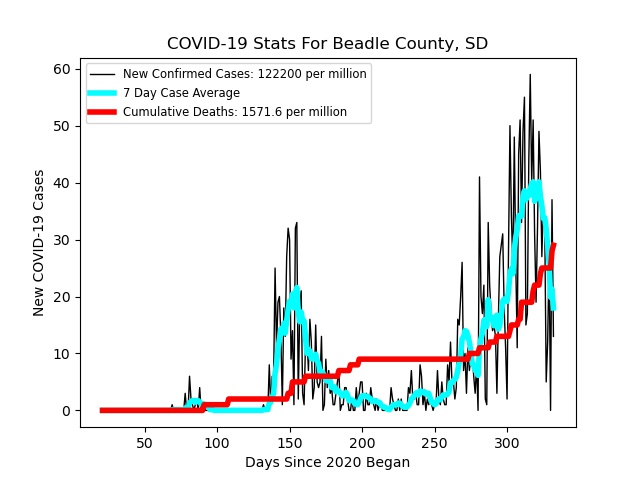 COVID-19 Stats For Beadle County, SD
New Confirmed Cases: 122200 per million
7 Day Case Average
Cumulative Deaths: 1571.6 per million
New COVID-19 Cases
60
50
40
30
20
10
0
50 100 150 200 250 300
Days Since 2020 Began